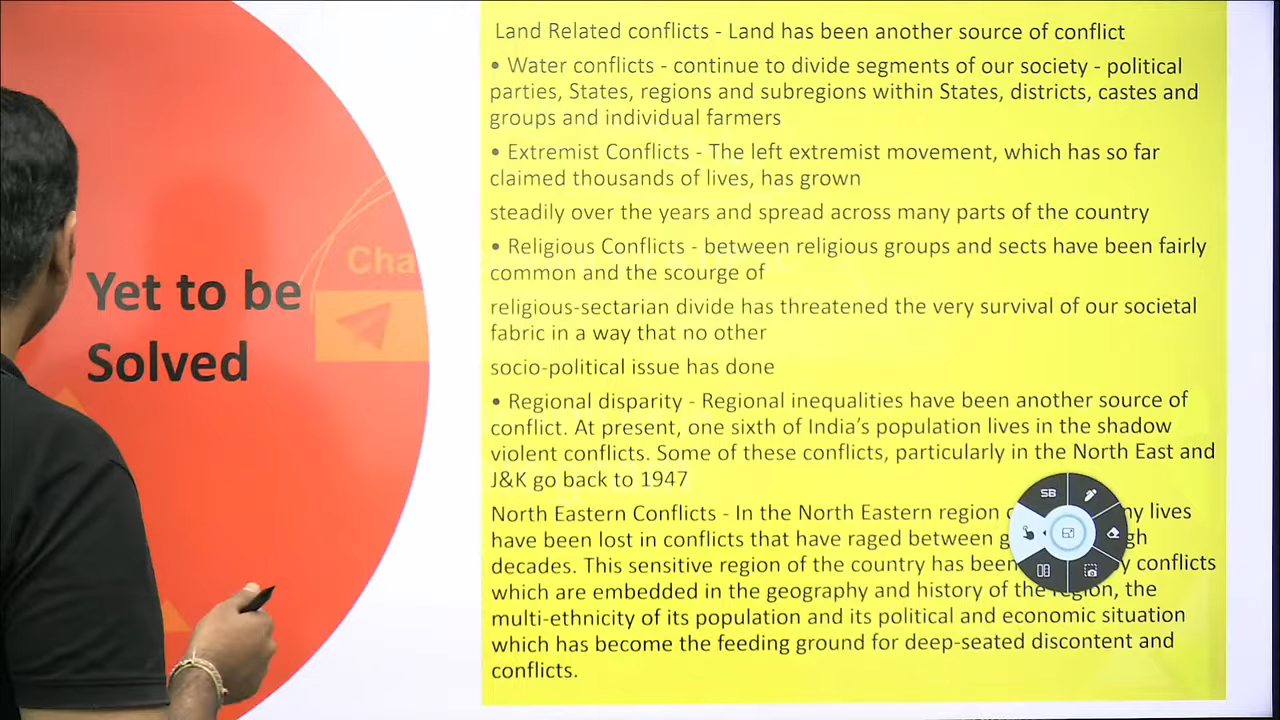 Yet to be
Solved
Cha
Land Related conflicts - Land has been another source of conflict
• Water conflicts - continue to divide segments of our society - political
parties, States, regions and subregions within States, districts, castes and
groups and individual farmers
• Extremist Conflicts - The left extremist movement, which has so far
claimed thousands of lives, has grown
steadily over the years and spread across many parts of the country
• Religious Conflicts - between religious groups and sects have been fairly
common and the scourge of
religious-sectarian divide has threatened the very survival of our societal
fabric in a way that no other
socio-political issue has done
• Regional disparity - Regional inequalities have been another source of
conflict. At present, one sixth of India's population lives in the shadow
violent conflicts. Some of these conflicts, particularly in the North East and
J&K go back to 1947
North Eastern Conflicts - In the North Eastern region lives
have been lost in conflicts that have raged between
decades. This sensitive region of the country has been conflicts
which are embedded in the geography and history of the region, the
multi-ethnicity of its population and its political and economic situation
which has become the feeding ground for deep-seated discontent and
conflicts.
SB